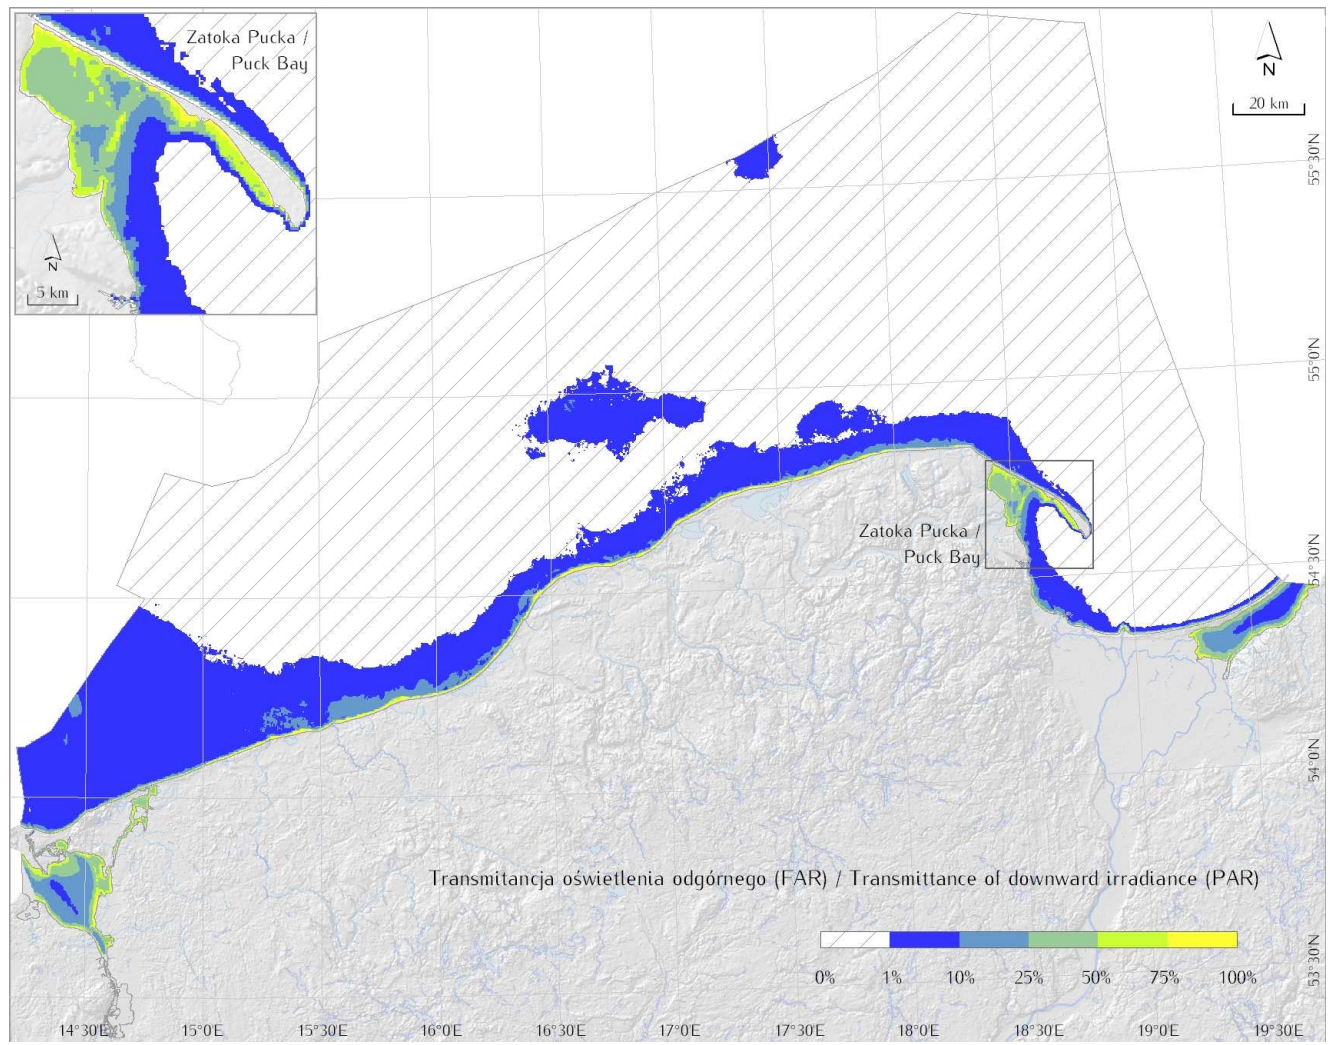 Zatoka Pucka /
Puck Bay
N
5 km
N
20 km
55°30'N
55°0'N
54°30'N
54°0'N
53°30'N
Zatoka Pucka /
Puck Bay
Transmitancja oświetlenia odgórnego (FAR) / Transmittance of downward irradiance (PAR)
0% 1% 10% 25% 50% 75% 100%
14°30'E 15°0'E 15°30'E 16°0'E 16°30'E 17°0'E 17°30'E 18°0'E 18°30'E 19°0'E 19°30'E